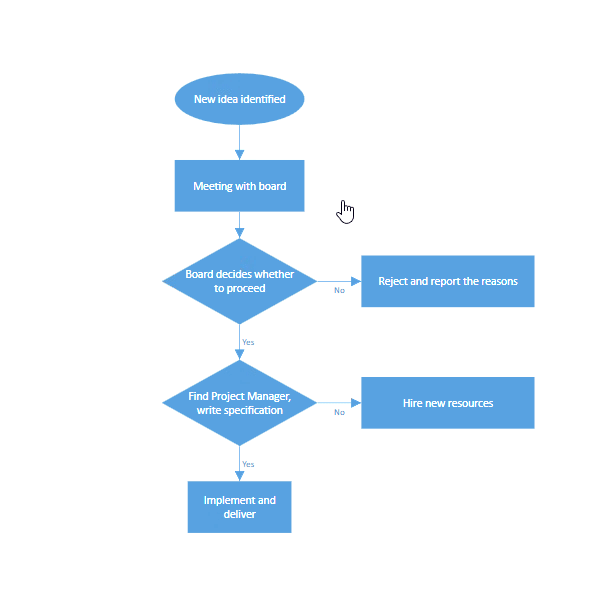 New idea identified
Meeting with board
Board decides whether
to proceed
No
Reject and report the reasons
Yes
Find Project Manager,
write specification
No
Hire new resources
Yes
Implement and
deliver